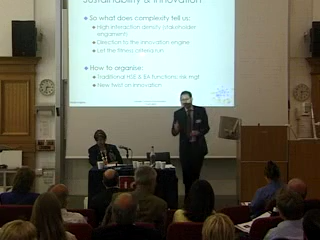 Sustainability & Innovation
So what does complexity tell us:
High interaction density (stakeholder engagement)
Direction to the innovation engine
Let the fitness criteria run
How to organise:
Traditional HSE & EA functions: risk mgt
New twist on innovation